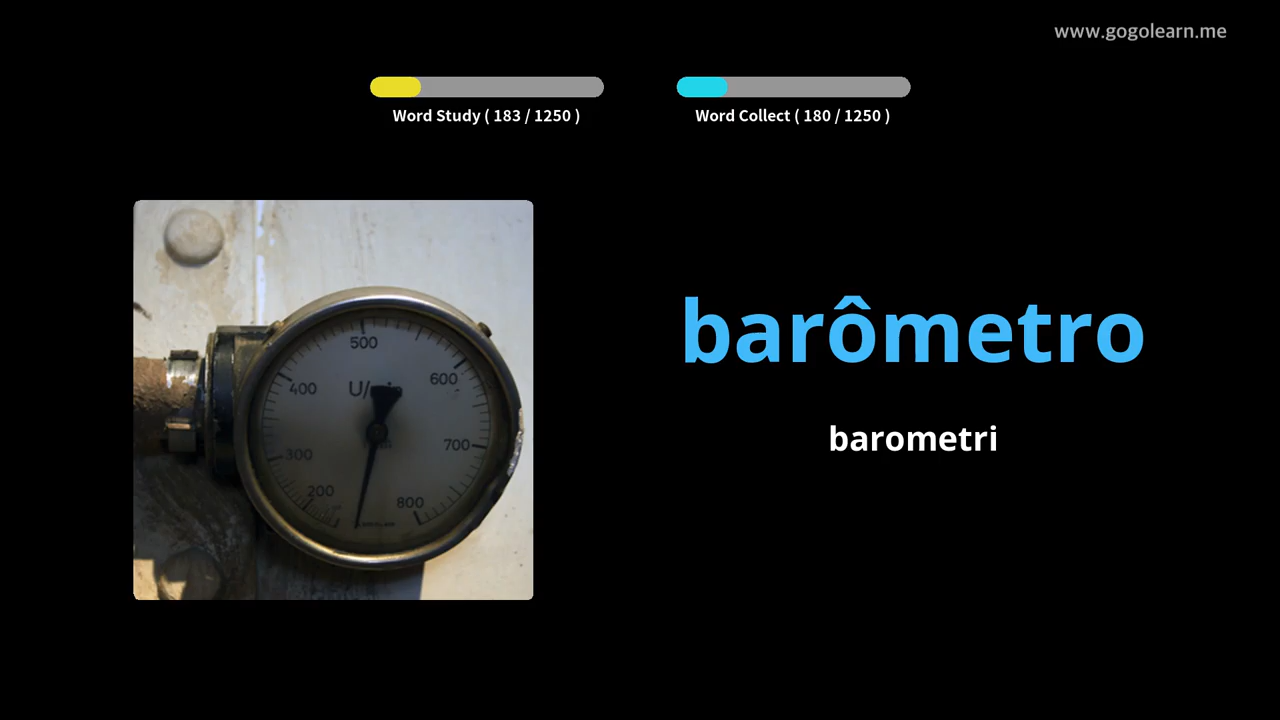 www.gogolearn.me
Word Study ( 183 / 1250 )
Word Collect ( 180 / 1250 )
barômetro
barometri
500
400
600
U/
300
700
200
800